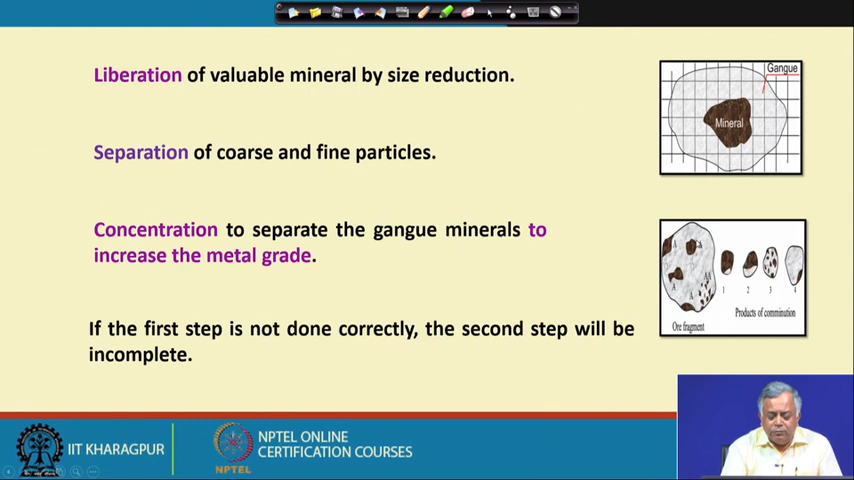 Liberation of valuable mineral by size reduction.
Gangue
Mineral
Separation of coarse and fine particles.
Concentration to separate the gangue minerals to
increase the metal grade.
A
A
A
A
1 2 3 4
Ore fragment
Products of comminution
If the first step is not done correctly, the second step will be
incomplete.
IIT KHARAGPUR
NPTEL
NPTEL ONLINE
CERTIFICATION COURSES